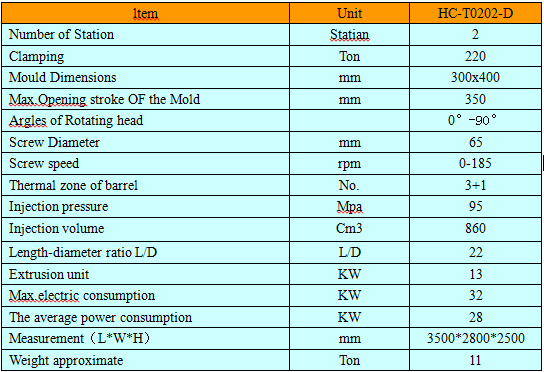 Item Unit HC-T0202-D
Number of Station Statian 2
Clamping Ton 220
Mould Dimensions mm 300x400
Max.Opening stroke OF the Mold mm 350
Argles of Rotating head 0°-90°
Screw Diameter mm 65
Screw speed rpm 0-185
Thermal zone of barrel No. 3+1
Injection pressure Mpa 95
Injection volume Cm3 860
Length-diameter ratio L/D L/D 22
Extrusion unit KW 13
Max.electric consumption KW 32
The average power consumption KW 28
Measurement（L*W*H） mm 3500*2800*2500
Weight approximate Ton 11